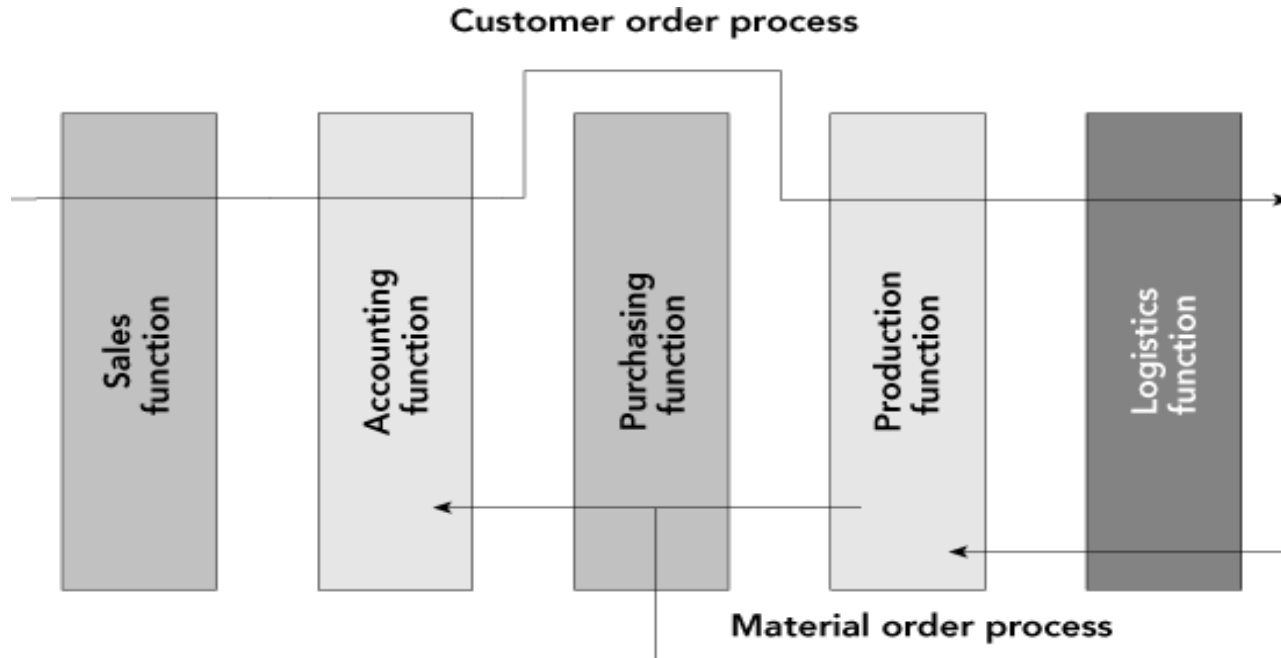 Customer order process
Sales
function
Accounting
function
Purchasing
function
Production
function
Logistics
function
Material order process